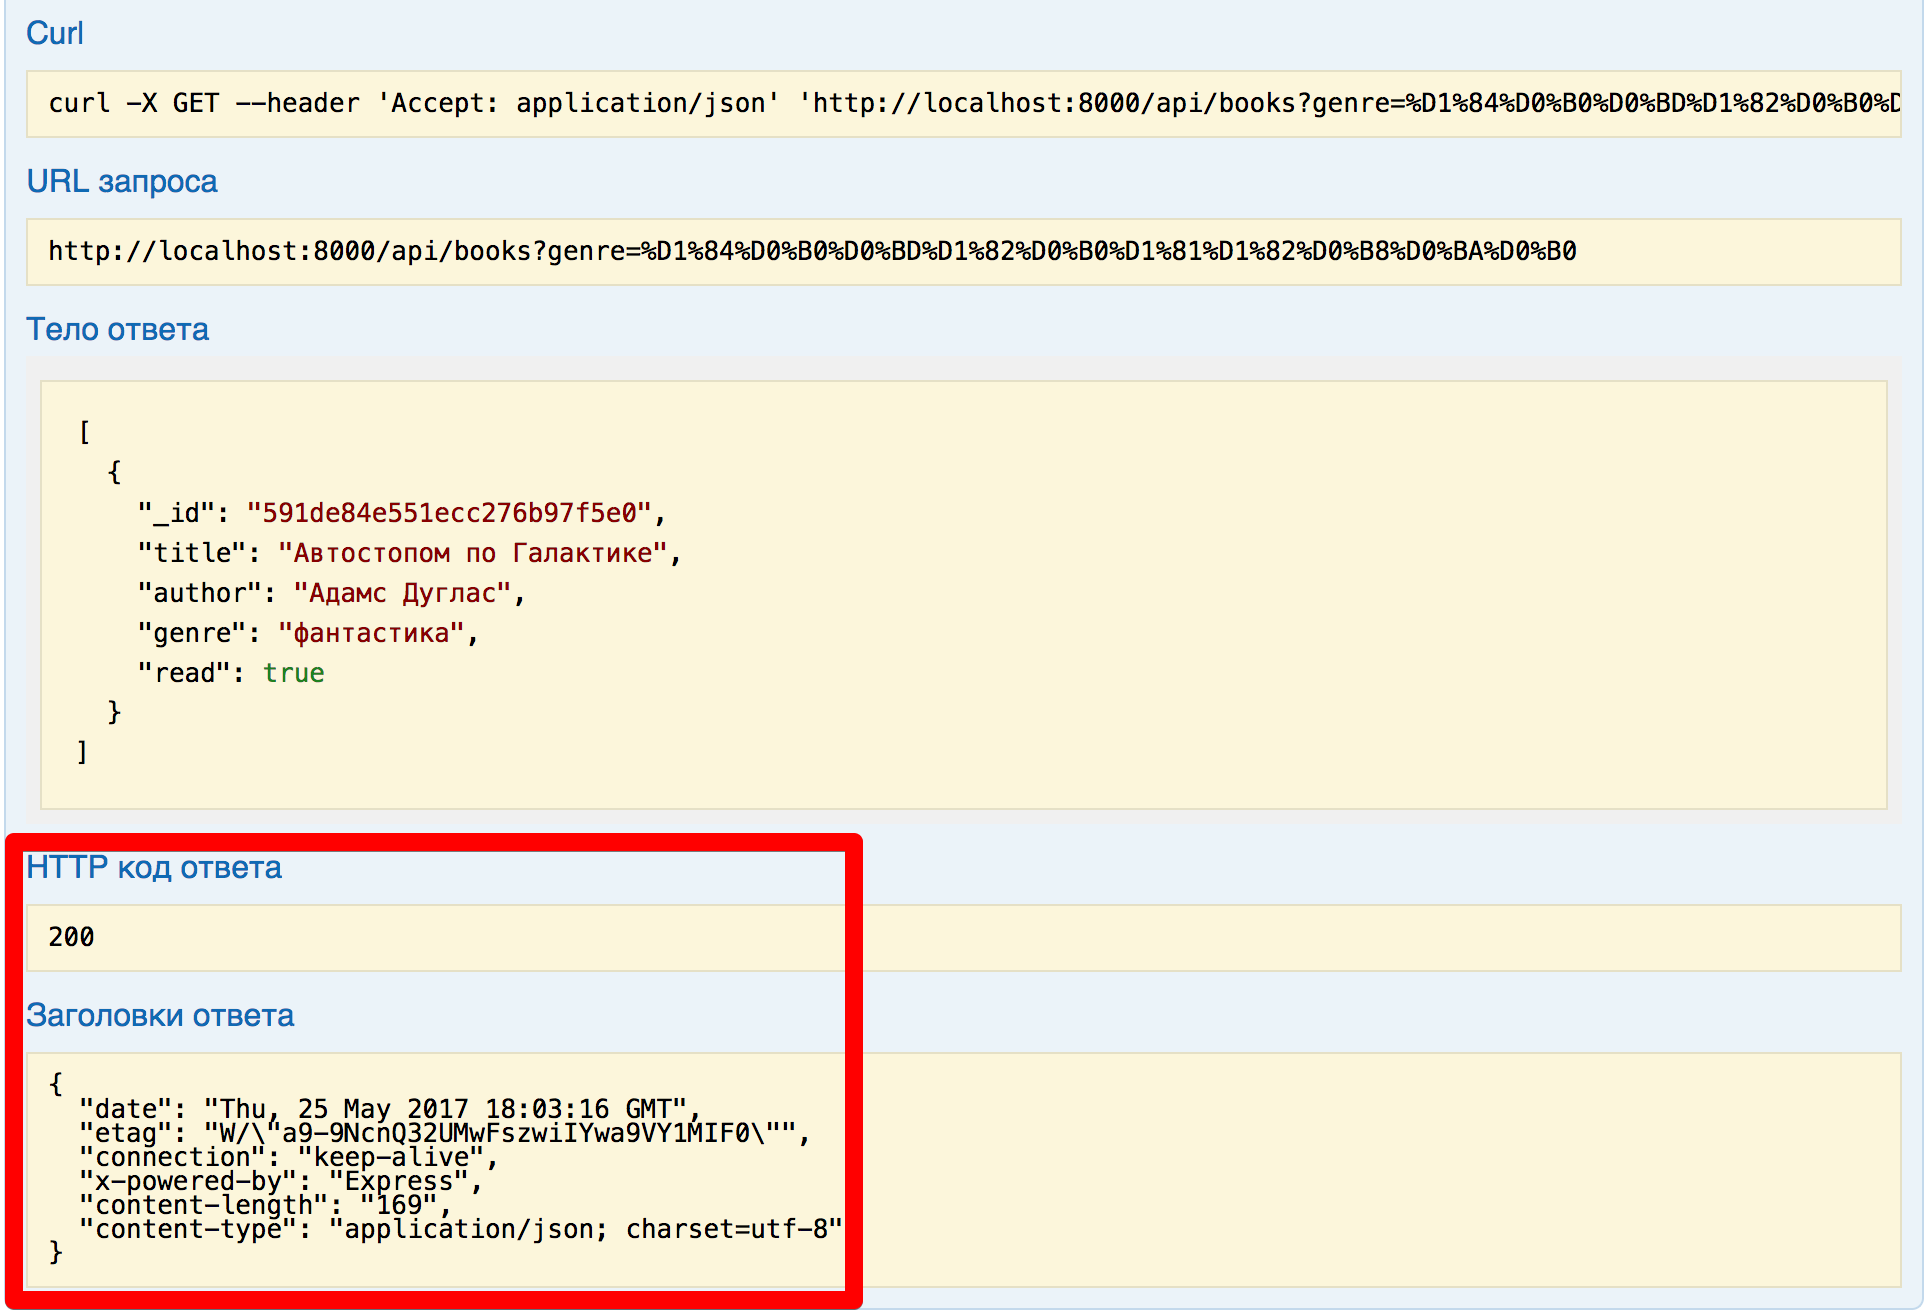 Curl
curl -X GET --header 'Accept: application/json' 'http://localhost:8000/api/books?genre=%D1%84%D0%B0%D0%BD%D1%82%D0%B0%D
URL запроса
http://localhost:8000/api/books?genre=%D1%84%D0%B0%D0%BD%D1%82%D0%B0%D1%81%D1%82%D0%B8%D0%BA%D0%B0
Тело ответа
[
  {
    "_id": "591de84e551ecc276b97f5e0",
    "title": "Автостопом по Галактике",
    "author": "Адамс Дуглас",
    "genre": "фантастика",
    "read": true
  }
]
HTTP код ответа
200
Заголовки ответа
{
  "date": "Thu, 25 May 2017 18:03:16 GMT",
  "etag": "W/\"a9-9NcnQ32UMwFszwiIYwa9VY1MIF0\"",
  "connection": "keep-alive",
  "x-powered-by": "Express",
  "content-length": "169",
  "content-type": "application/json; charset=utf-8"
}